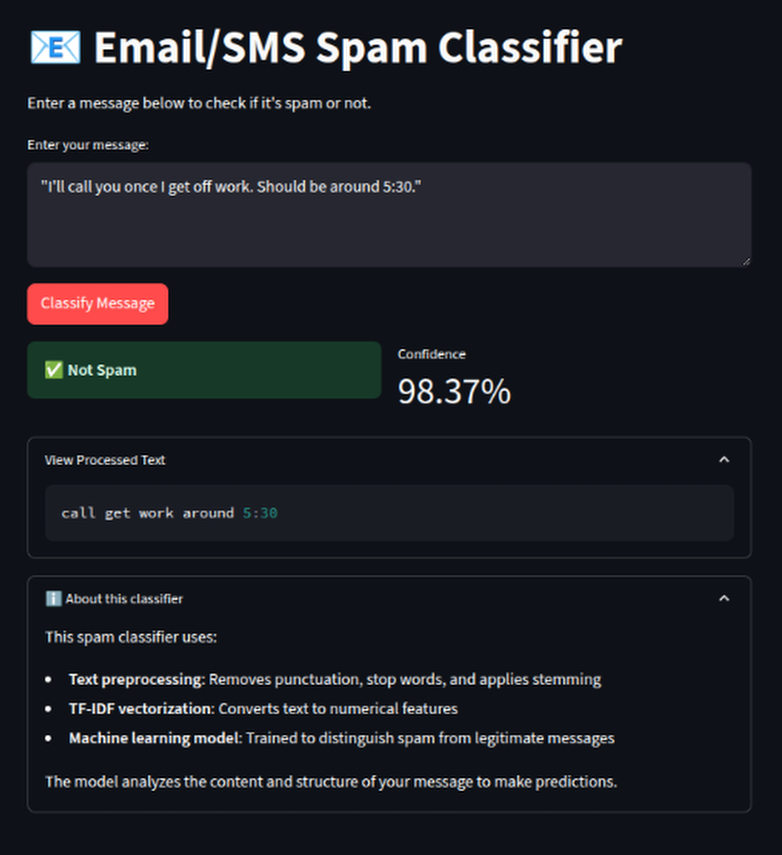 📧 Email/SMS Spam Classifier
Enter a message below to check if it's spam or not.
Enter your message:
"I'll call you once I get off work. Should be around 5:30."
Classify Message
✅ Not Spam
Confidence
98.37%
View Processed Text
call get work around 5:30
ℹ️ About this classifier
This spam classifier uses:
• Text preprocessing: Removes punctuation, stop words, and applies stemming
• TF-IDF vectorization: Converts text to numerical features
• Machine learning model: Trained to distinguish spam from legitimate messages
The model analyzes the content and structure of your message to make predictions.